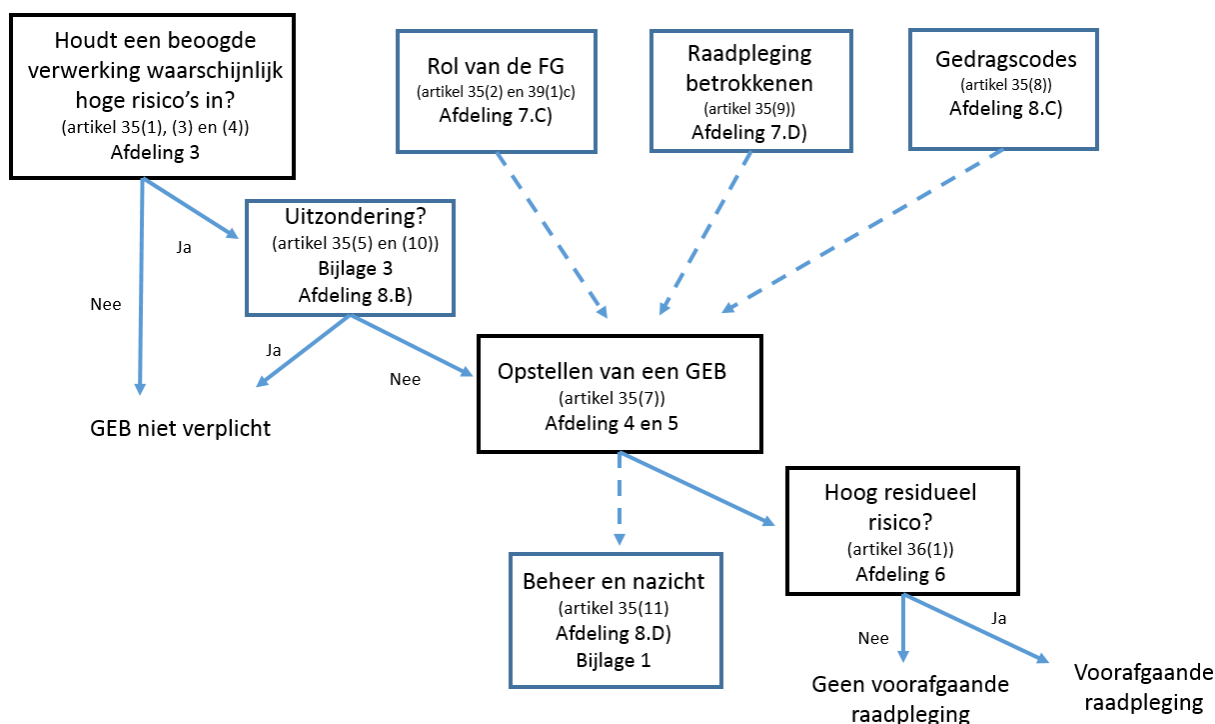 Houdt een beoogde
verwerking waarschijnlijk
hoge risico's in?
(artikel 35(1), (3) en (4))
Afdeling 3
Rol van de FG
(artikel 35(2) en 39(1)c)
Afdeling 7.C)
Raadpleging
betrokkenen
(artikel 35(9))
Afdeling 7.D)
Gedragscodes
(artikel 35(8))
Afdeling 8.C)
Ja
Nee
Uitzondering?
(artikel 35(5) en (10))
Bijlage 3
Afdeling 8.B)
Ja
Nee
GEB niet verplicht
Opstellen van een GEB
(artikel 35(7))
Afdeling 4 en 5
Hoog residueel
risico?
(artikel 36(1))
Afdeling 6
Beheer en nazicht
(artikel 35(11)
Afdeling 8.D)
Bijlage 1
Nee
Ja
Geen voorafgaande
raadpleging
Voorafgaande
raadpleging